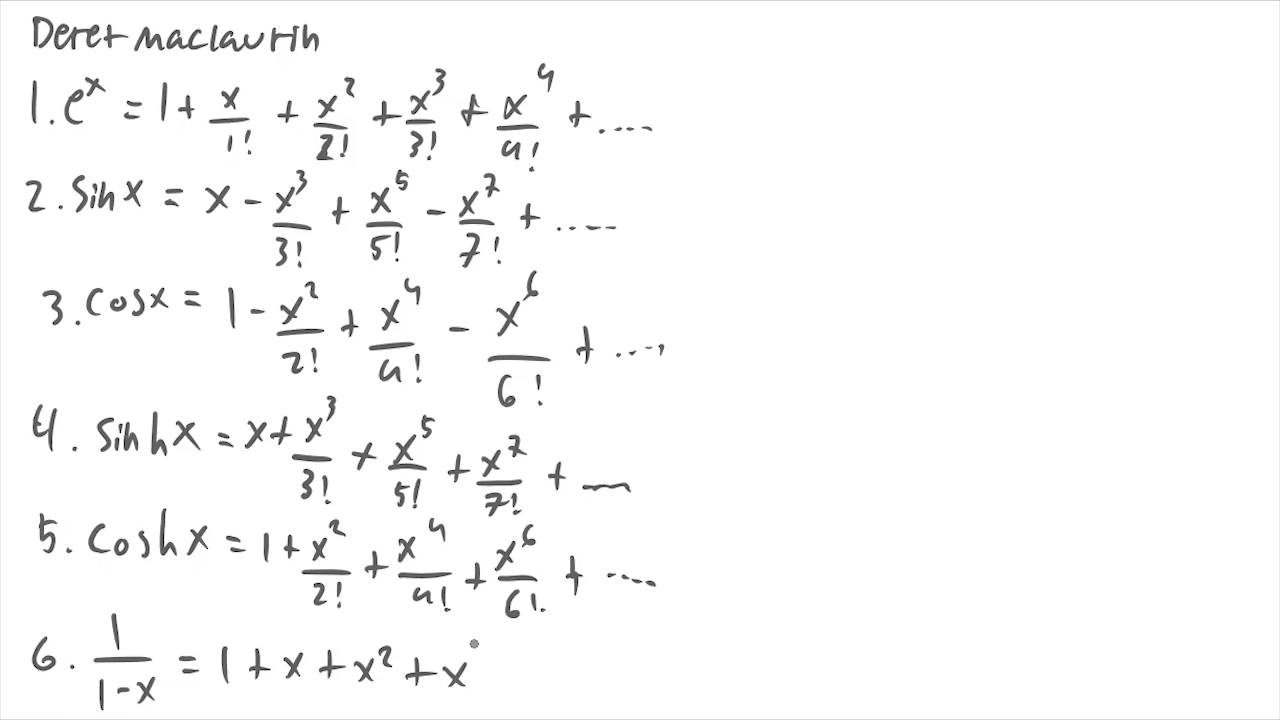 Deret maclaurin
1. e^x = 1 + x/1! + x^2/2! + x^3/3! + x^4/4! + .....
2. sin x = x - x^3/3! + x^5/5! - x^7/7! + ......
3. cos x = 1 - x^2/2! + x^4/4! - x^6/6! + .....
4. sinh x = x + x^3/3! + x^5/5! + x^7/7! + ...
5. cosh x = 1 + x^2/2! + x^4/4! + x^6/6! + .....
6. 1/(1-x) = 1 + x + x^2 + x